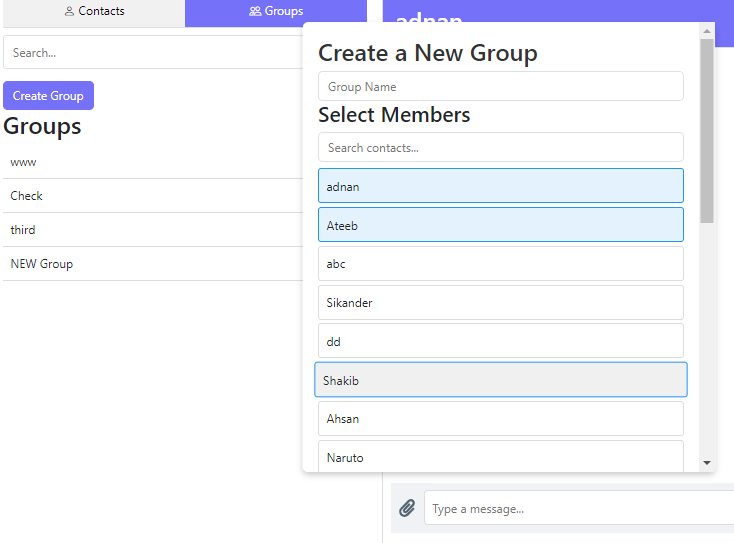 Contacts
Groups
adnan
Search...
Create Group
Groups
www
Check
third
NEW Group
Create a New Group
Group Name
Select Members
Search contacts...
adnan
Ateeb
abc
Sikander
dd
Shakib
Ahsan
Naruto
Type a message...